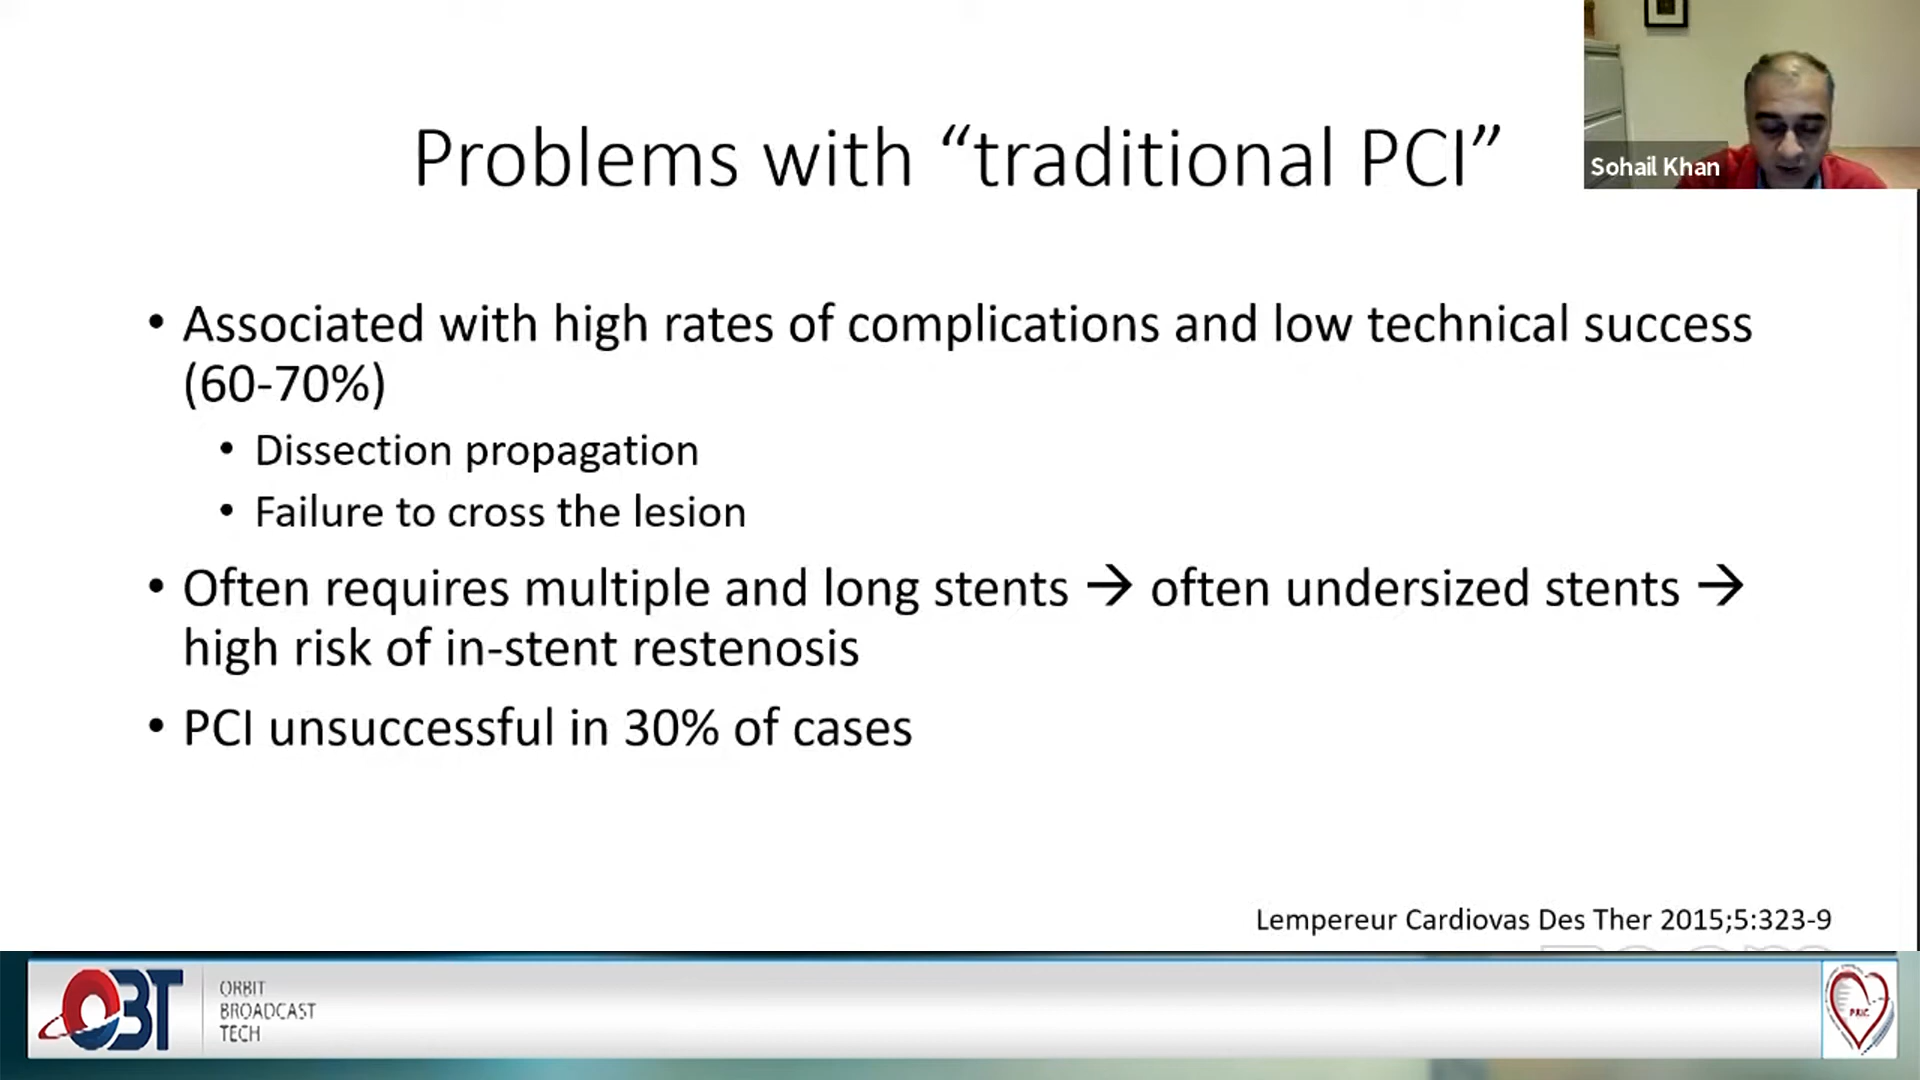 Problems with “traditional PCI”
Sohail Khan
• Associated with high rates of complications and low technical success
(60-70%)
• Dissection propagation
• Failure to cross the lesion
• Often requires multiple and long stents → often undersized stents →
high risk of in-stent restenosis
• PCI unsuccessful in 30% of cases
Lempereur Cardiovas Des Ther 2015;5:323-9
OBT
ORBIT
BROADCAST
TECH
PRIC